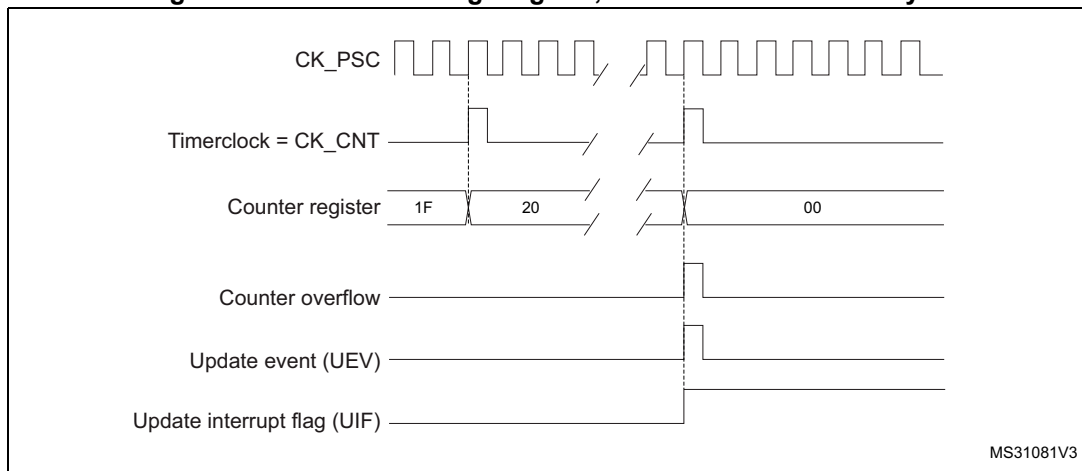 CK_PSC
Timerclock = CK_CNT
Counter register
1F
20
00
Counter overflow
Update event (UEV)
Update interrupt flag (UIF)
MS31081V3